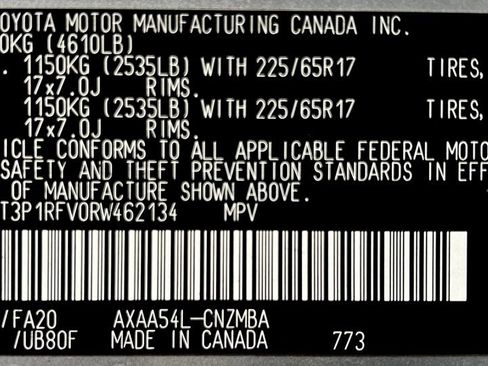 OYOTA MOTOR MANUFACTURING CANADA INC.
0KG (4610LB)
. 1150KG (2535LB) WITH 225/65R17 TIRES,
17x7.0J RIMS.
1150KG (2535LB) WITH 225/65R17 TIRES,
17x7.0J RIMS.
ICLE CONFORMS TO ALL APPLICABLE FEDERAL MOTO
SAFETY AND THEFT PREVENTION STANDARDS IN EFF
OF MANUFACTURE SHOWN ABOVE.
T3P1RFV0RW462134 MPV
/FA20 AXAA54L-CNZMBA
/UB80F MADE IN CANADA 773